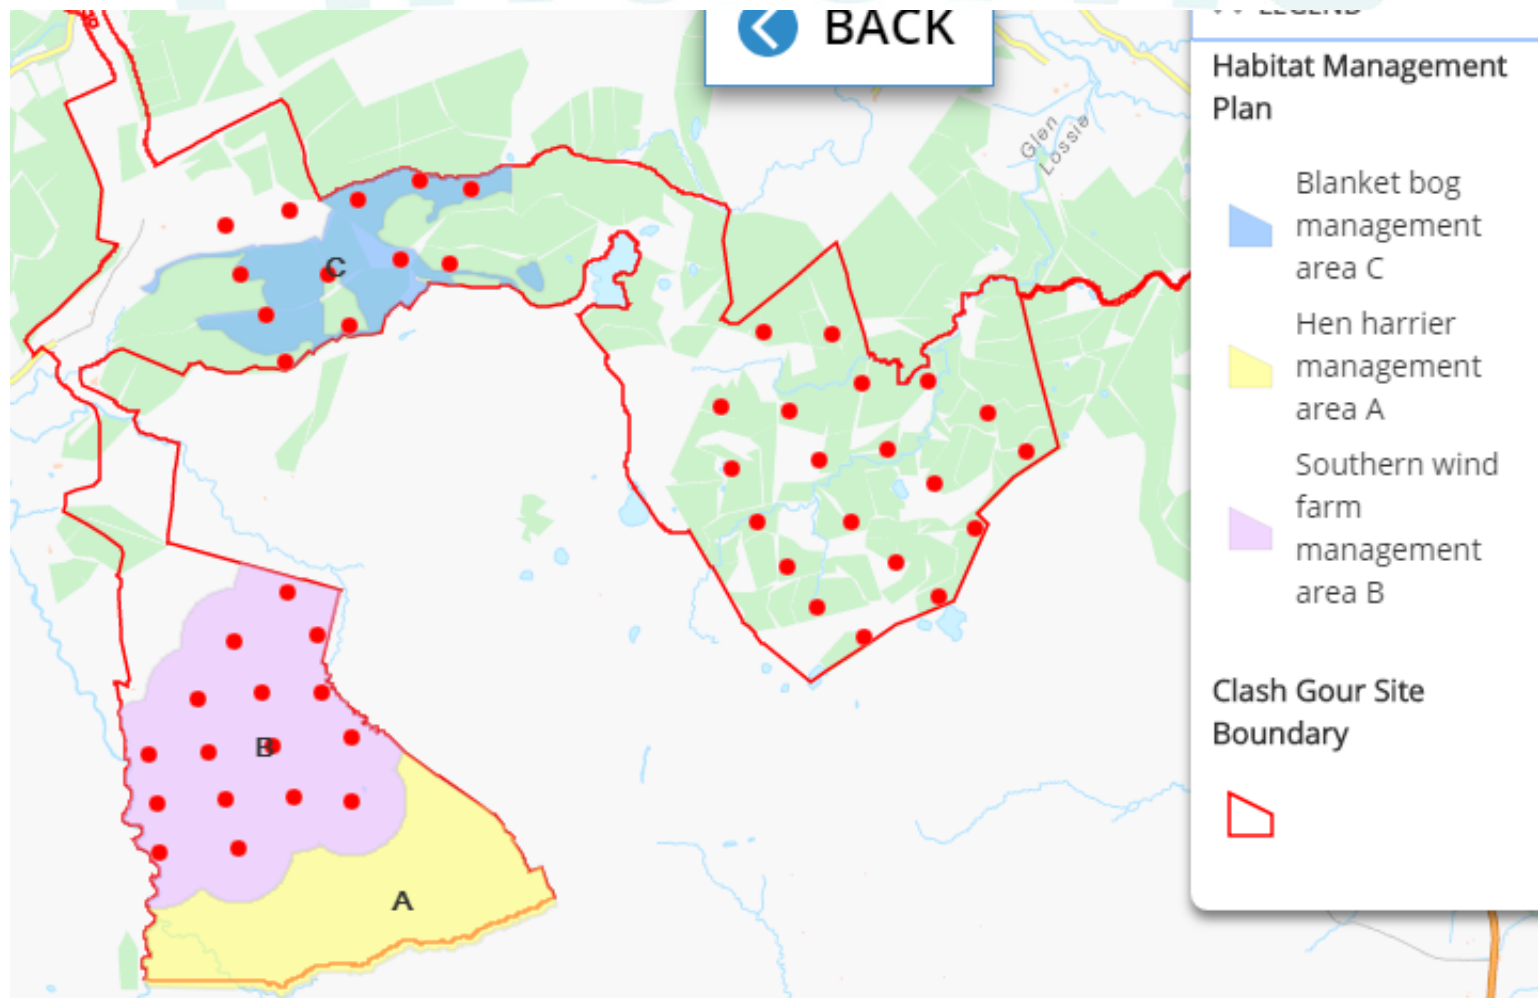 BACK
LEGEND
Habitat Management
Plan
Blanket bog
management
area C
Hen harrier
management
area A
Southern wind
farm
management
area B
Clash Gour Site
Boundary
Glen
Lossie
C
B
A